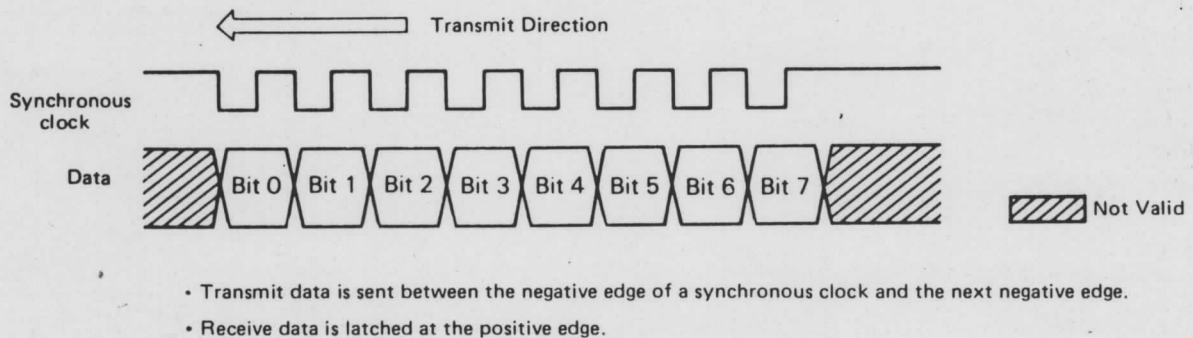 Transmit Direction
Synchronous
clock
Data
Bit 0 Bit 1 Bit 2 Bit 3 Bit 4 Bit 5 Bit 6 Bit 7
Not Valid
• Transmit data is sent between the negative edge of a synchronous clock and the next negative edge.
• Receive data is latched at the positive edge.